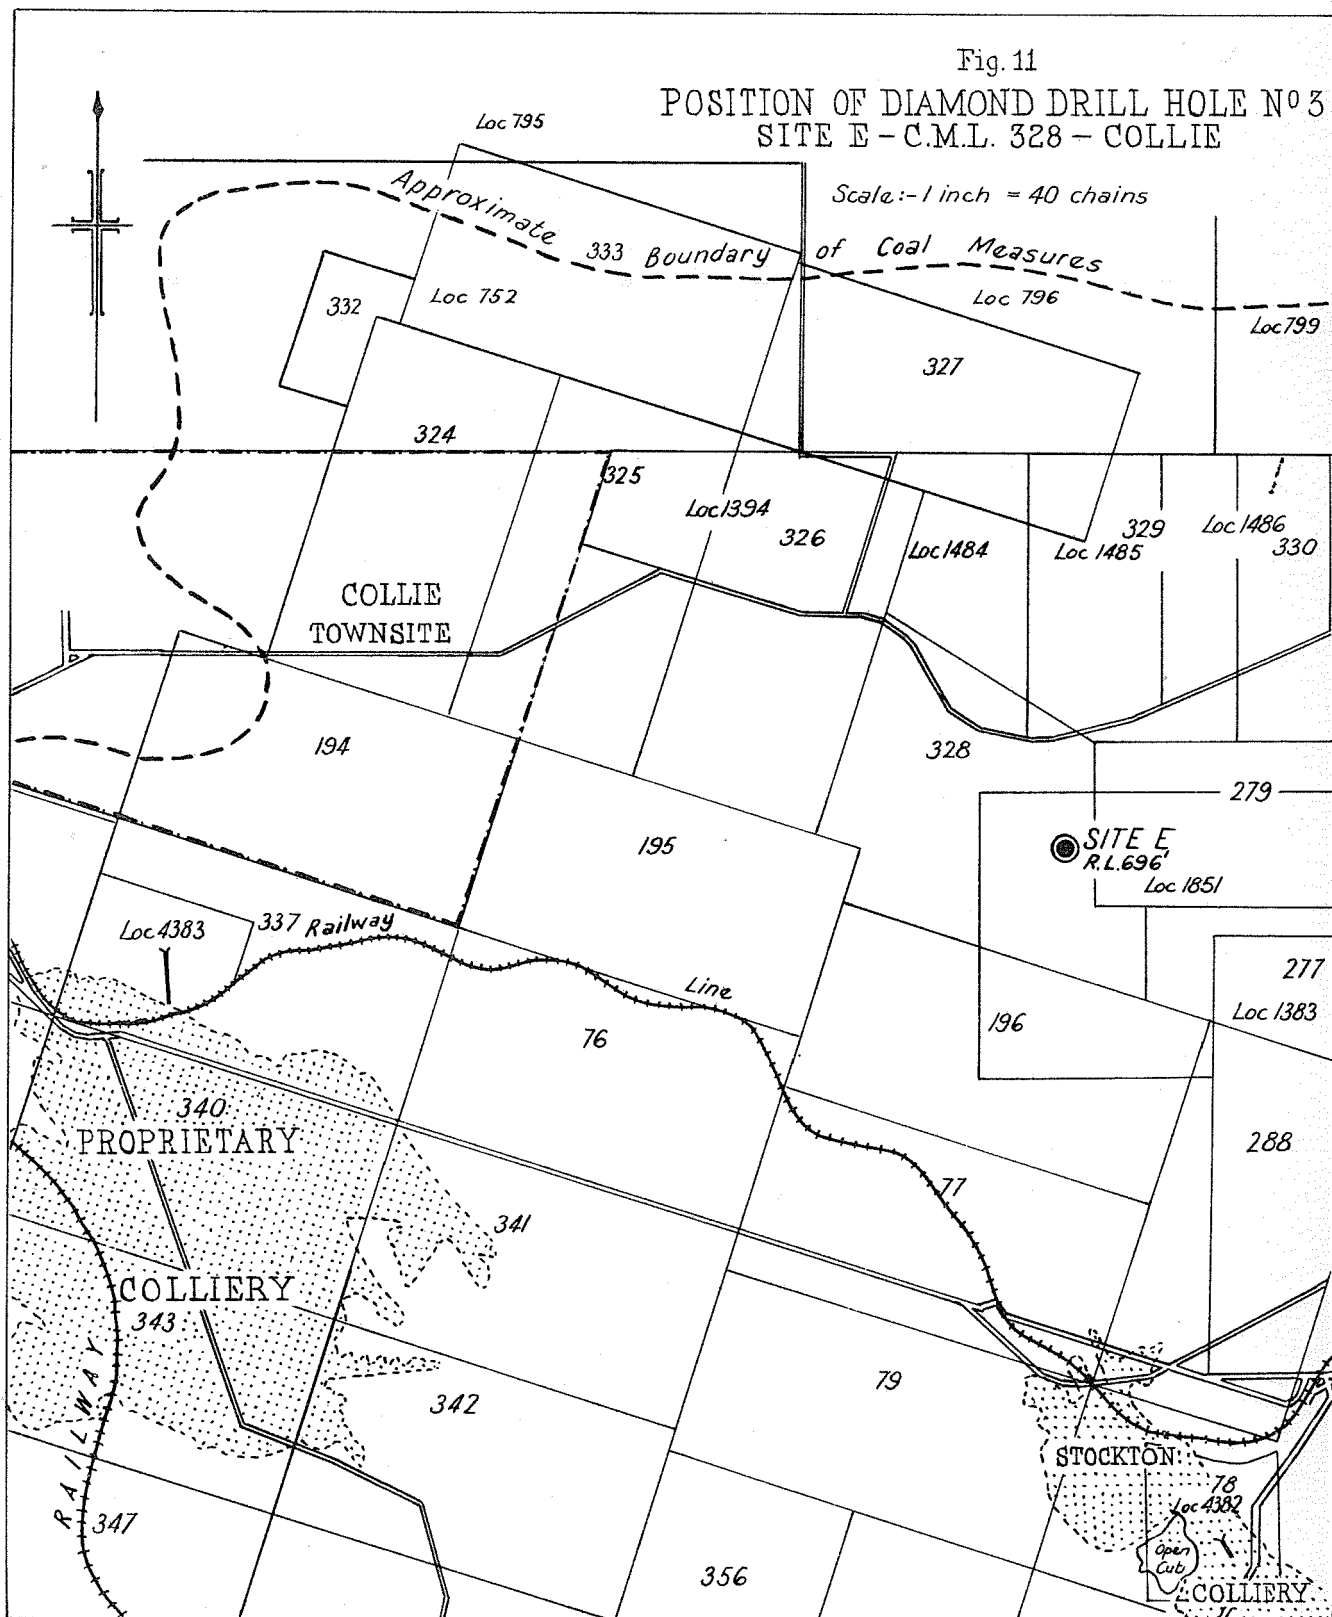 Fig. 11
POSITION OF DIAMOND DRILL HOLE Nº 3
SITE E – C.M.L. 328 – COLLIE
Scale:- 1 inch = 40 chains
Loc 795
Approximate Boundary of Coal Measures
333
332
Loc 752
Loc 796
Loc 799
327
324
325
Loc 1394
326
Loc 1484
Loc 1485
329
Loc 1486
330
COLLIE
TOWNSITE
194
328
279
195
SITE E
R.L. 696'
Loc 1851
Loc 4383
337
Railway Line
277
Loc 1383
196
76
340
PROPRIETARY
288
77
341
COLLIERY
343
RAILWAY
79
342
STOCKTON
78
Loc 4382
347
Open
Cut
356
COLLIERY